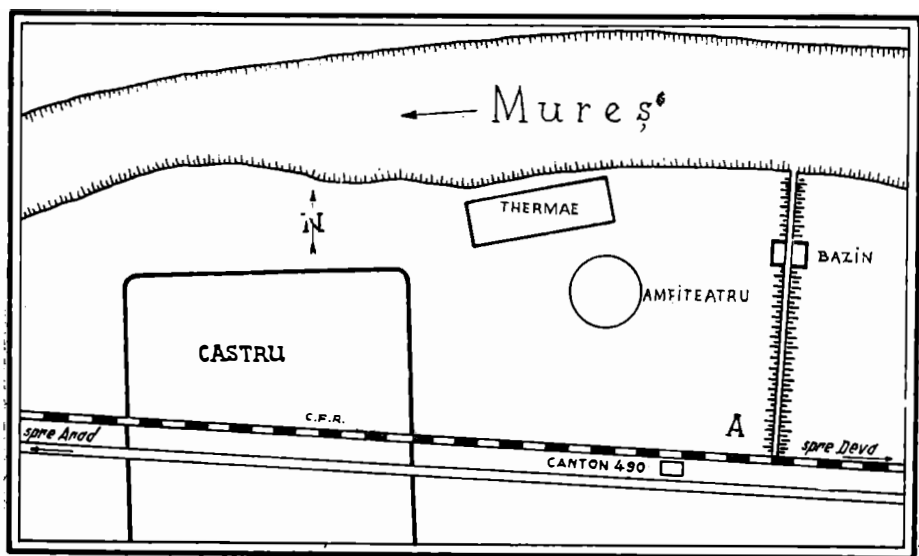 Mureș
N
THERMAE
BAZIN
AMFITEATRU
CASTRU
C.F.R.
A
spre Arad
spre Deva
CANTON 490